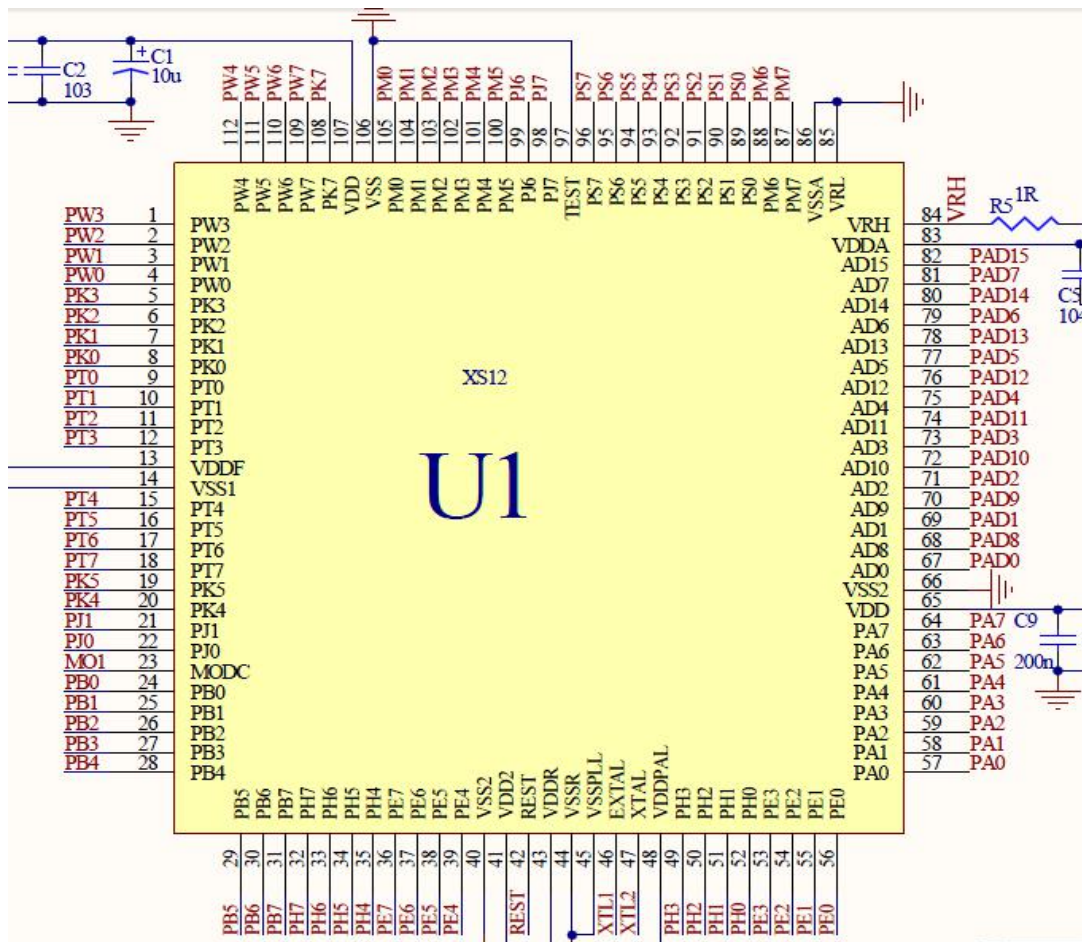 C2
103
+ C1
10u
PW4 PW5 PW6 PW7 PK7 PM0 PM1 PM2 PM3 PM4 PM5 PJ6 PJ7 PS7 PS6 PS5 PS4 PS3 PS2 PS1 PS0 PM6 PM7
112 111 110 109 108 107 106 105 104 103 102 101 100 99 98 97 96 95 94 93 92 91 90 89 88 87 86 85
PW4 PW5 PW6 PW7 PK7 VDD VSS PM0 PM1 PM2 PM3 PM4 PM5 PJ6 PJ7 TEST PS7 PS6 PS5 PS4 PS3 PS2 PS1 PS0 PM6 PM7 VSSA VRL
PW3 1 PW3
PW2 2 PW2
PW1 3 PW1
PW0 4 PW0
PK3 5 PK3
PK2 6 PK2
PK1 7 PK1
PK0 8 PK0
PT0 9 PT0
PT1 10 PT1
PT2 11 PT2
PT3 12 PT3
13 VDDF
14 VSS1
PT4 15 PT4
PT5 16 PT5
PT6 17 PT6
PT7 18 PT7
PK5 19 PK5
PK4 20 PK4
PJ1 21 PJ1
PJ0 22 PJ0
MO1 23 MODC
PB0 24 PB0
PB1 25 PB1
PB2 26 PB2
PB3 27 PB3
PB4 28 PB4
XS12
U1
VRH 84 VRH
R5 1R
VDDA 83
AD15 82 PAD15
AD7 81 PAD7
AD14 80 PAD14
AD6 79 PAD6
AD13 78 PAD13
AD5 77 PAD5
AD12 76 PAD12
AD4 75 PAD4
AD11 74 PAD11
AD3 73 PAD3
AD10 72 PAD10
AD2 71 PAD2
AD9 70 PAD9
AD1 69 PAD1
AD8 68 PAD8
AD0 67 PAD0
VSS2 66
VDD 65
PA7 64 PA7
PA6 63 PA6
PA5 62 PA5
PA4 61 PA4
PA3 60 PA3
PA2 59 PA2
PA1 58 PA1
PA0 57 PA0
C5
104
C9
200n
PB5 PB6 PB7 PH7 PH6 PH5 PH4 PE7 PE6 PE5 PE4 VSS2 VDD2 REST VDDR VSSR VSSPLL EXTAL XTAL VDDPAL PH3 PH2 PH1 PH0 PE3 PE2 PE1 PE0
29 30 31 32 33 34 35 36 37 38 39 40 41 42 43 44 45 46 47 48 49 50 51 52 53 54 55 56
PB5 PB6 PB7 PH7 PH6 PH5 PH4 PE7 PE6 PE5 PE4 REST XTL1 XTL2 PH3 PH2 PH1 PH0 PE3 PE2 PE1 PE0